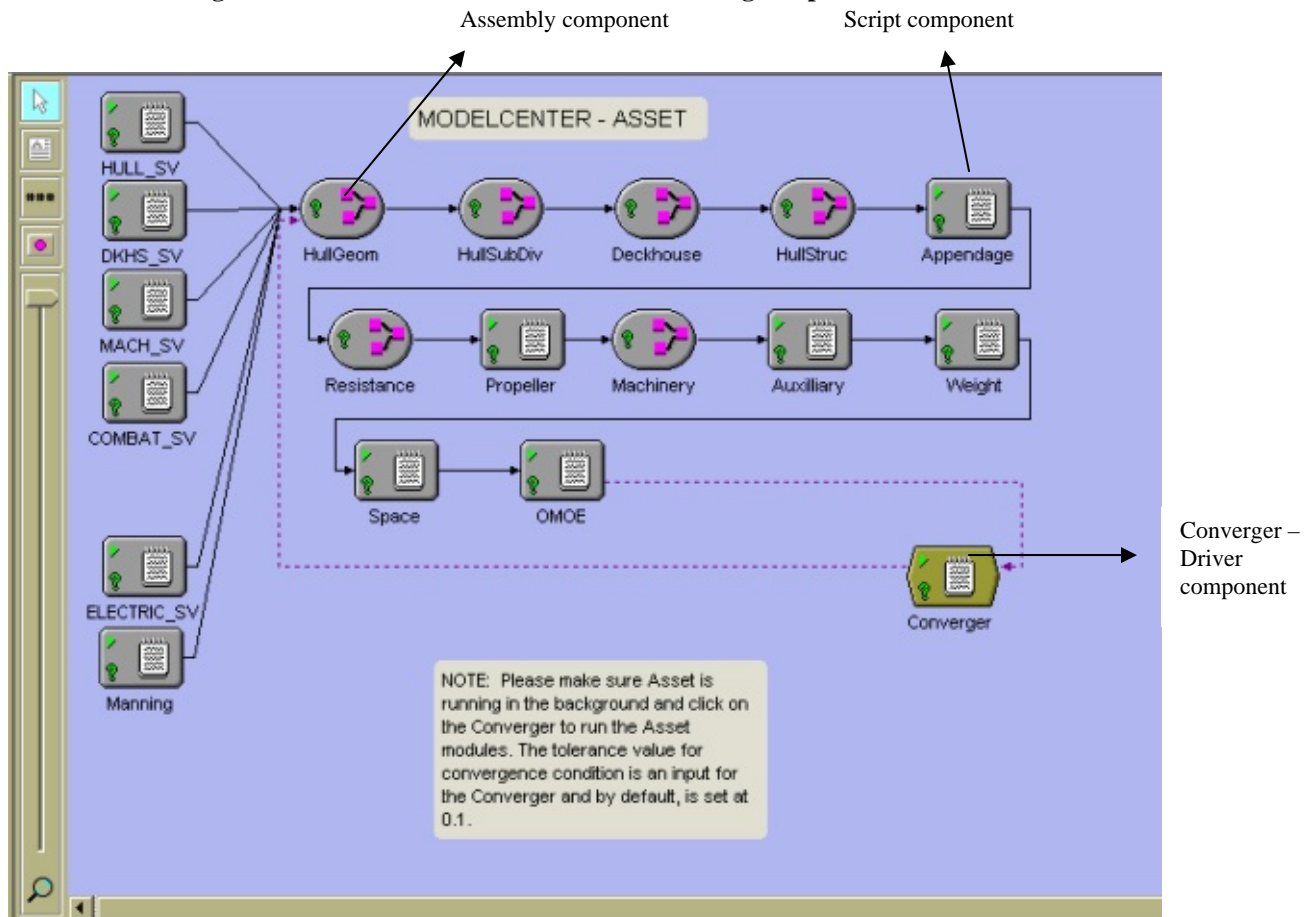 Assembly component
Script component
MODELCENTER - ASSET
HULL_SV
DKHS_SV
MACH_SV
COMBAT_SV
ELECTRIC_SV
Manning
HullGeom
HullSubDiv
Deckhouse
HullStruc
Appendage
Resistance
Propeller
Machinery
Auxilliary
Weight
Space
OMOE
Converger
Converger –
Driver
component
NOTE: Please make sure Asset is
running in the background and click on
the Converger to run the Asset
modules. The tolerance value for
convergence condition is an input for
the Converger and by default, is set at
0.1.